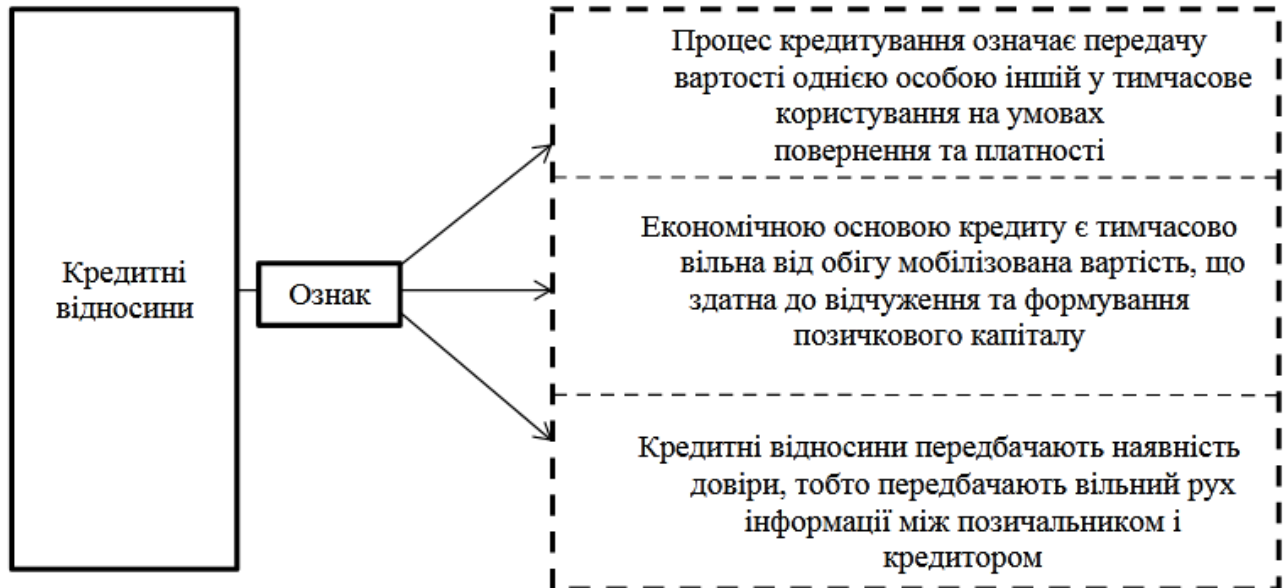 Кредитні
відносини
Ознак
Процес кредитування означає передачу
вартості однією особою іншій у тимчасове
користування на умовах
повернення та платності
Економічною основою кредиту є тимчасово
вільна від обігу мобілізована вартість, що
здатна до відчуження та формування
позичкового капіталу
Кредитні відносини передбачають наявність
довіри, тобто передбачають вільний рух
інформації між позичальником і
кредитором